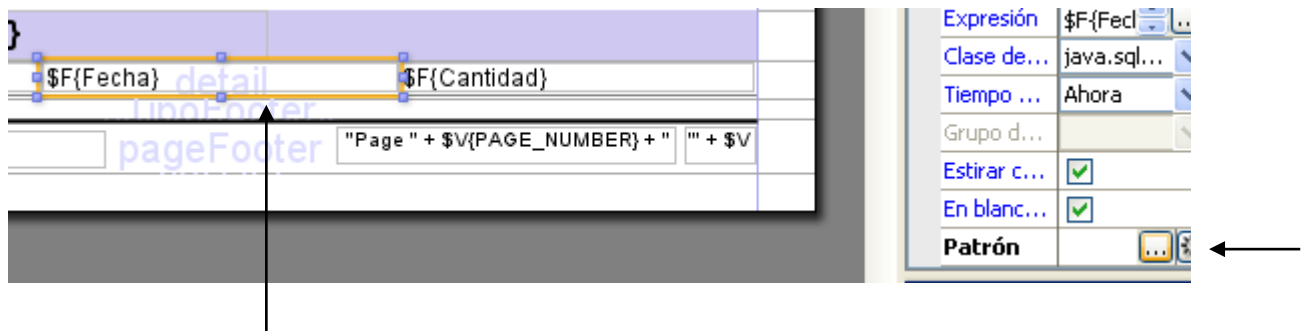 }
$F{Fecha}
detail
$F{Cantidad}
pageFooter
"Page " + $V{PAGE_NUMBER} + "
"" + $V
Expresión
$F{Fecl
...
Clase de...
java.sql...
Tiempo ...
Ahora
Grupo d...
Estirar c...
En blanc...
Patrón
...